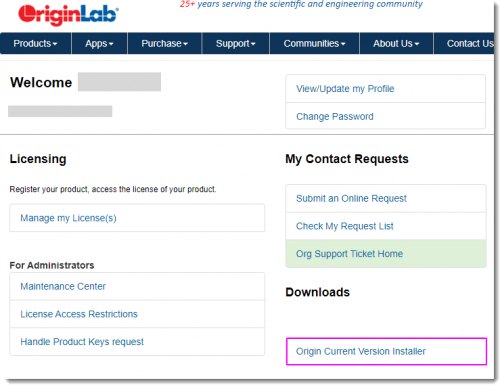 OriginLab®
25+ years serving the scientific and engineering community
Products Apps Purchase Support Communities About Us Contact Us
Welcome
View/Update my Profile
Change Password
Licensing
Register your product, access the license of your product.
Manage my License(s)
For Administrators
Maintenance Center
License Access Restrictions
Handle Product Keys request
My Contact Requests
Submit an Online Request
Check My Request List
Org Support Ticket Home
Downloads
Origin Current Version Installer